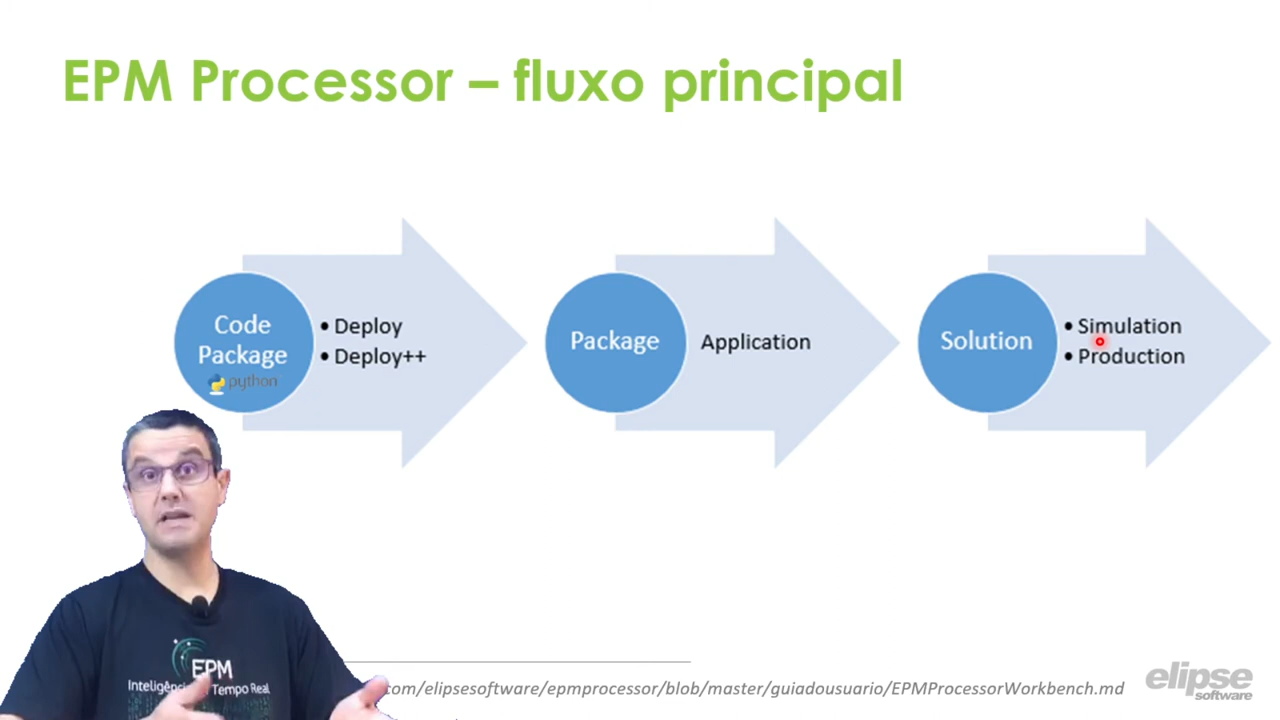 EPM Processor – fluxo principal
Code
Package
python
• Deploy
• Deploy++
Package
Application
Solution
• Simulation
• Production
EPM
Tempo Real
com/elipsesoftware/epmprocessor/blob/master/guiadousuario/EPMProcessorWorkbench.md
elipse
software